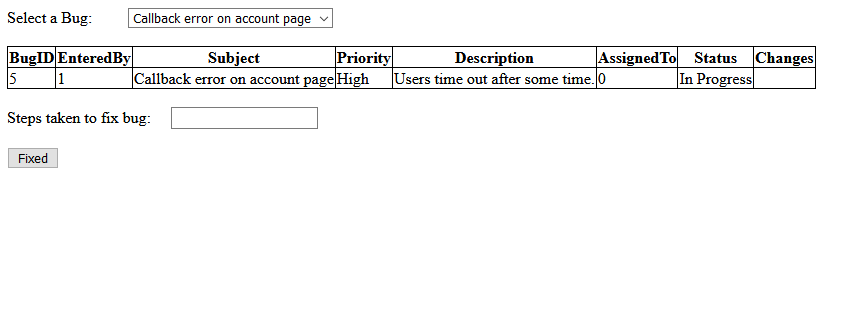 Select a Bug: Callback error on account page
BugID EnteredBy Subject Priority Description AssignedTo Status Changes
5 1 Callback error on account page High Users time out after some time. 0 In Progress
Steps taken to fix bug:
Fixed